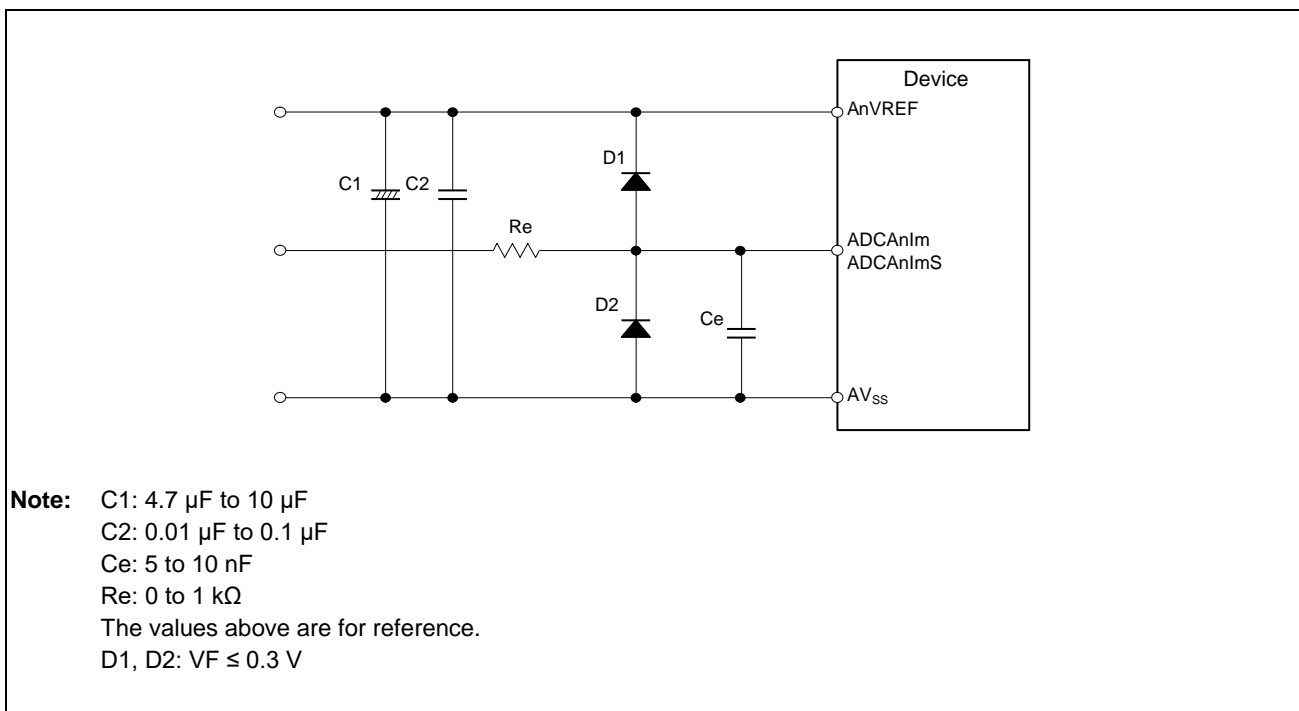 Device
AnVREF
D1
C1 C2
Re
ADCAnIm
ADCAnImS
D2
Ce
AVSS
Note: C1: 4.7 µF to 10 µF
C2: 0.01 µF to 0.1 µF
Ce: 5 to 10 nF
Re: 0 to 1 kΩ
The values above are for reference.
D1, D2: VF ≤ 0.3 V